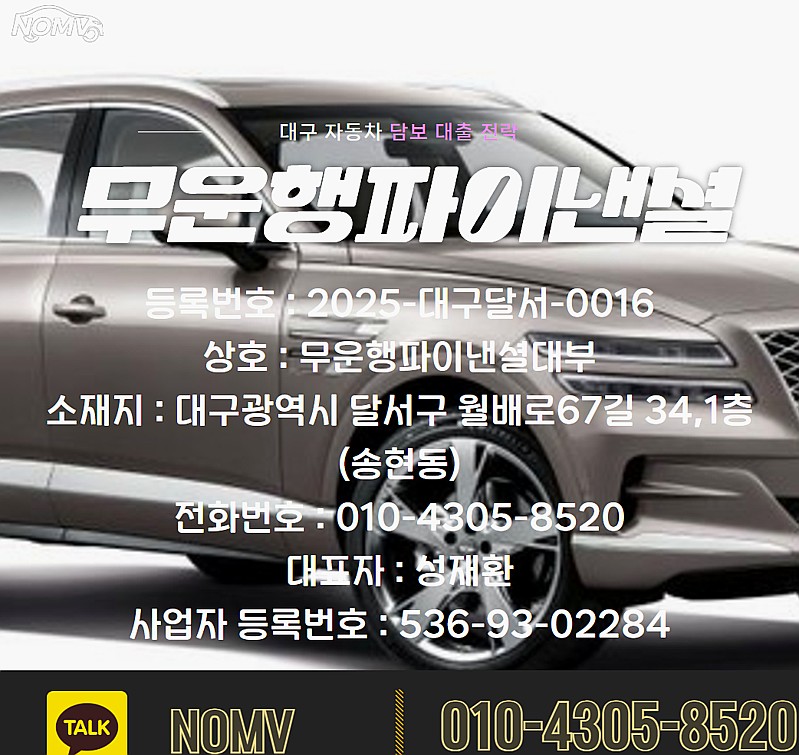 NOMV
대구 자동차 담보 대출 전략
무운행파이낸셜
등록번호 : 2025-대구달서-0016
상호 : 무운행파이낸셜대부
소재지 : 대구광역시 달서구 월배로67길 34,1층
(송현동)
전화번호 : 010-4305-8520
대표자 : 성재환
사업자 등록번호 : 536-93-02284
TALK
NOMV
010-4305-8520